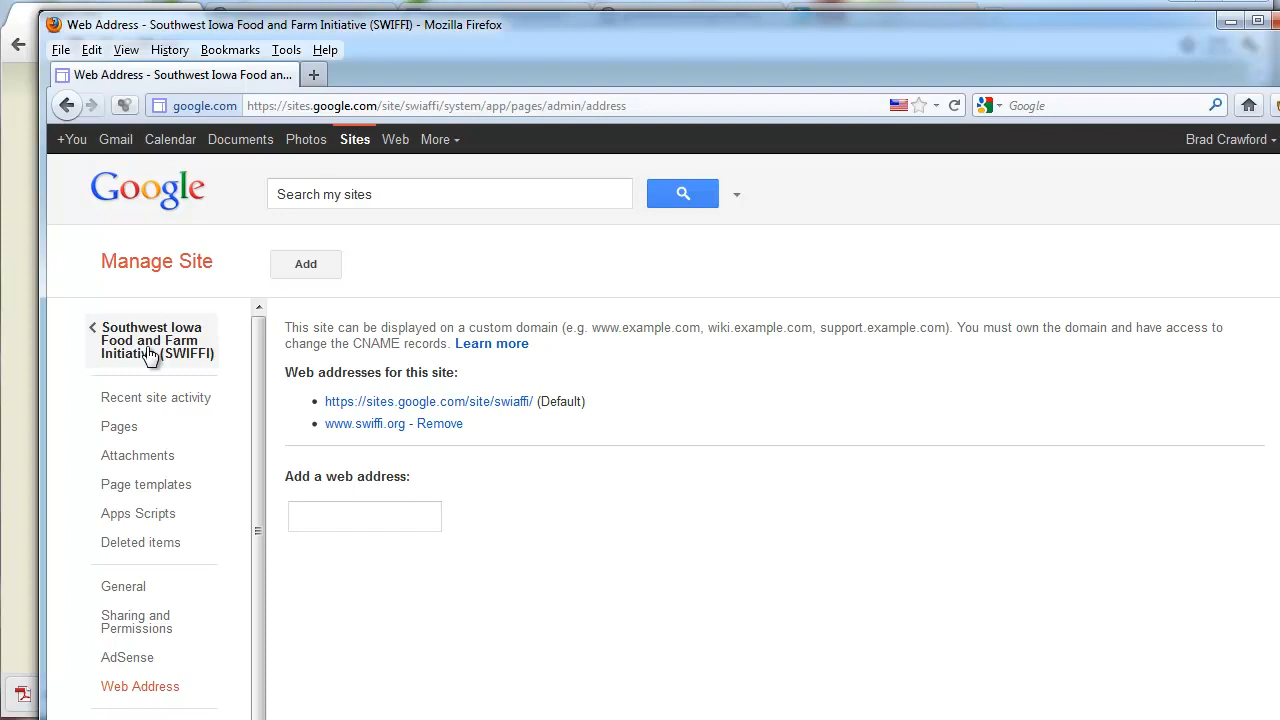 Web Address - Southwest Iowa Food and Farm Initiative (SWIFFI) - Mozilla Firefox
File Edit View History Bookmarks Tools Help
Web Address - Southwest Iowa Food an...
google.com https://sites.google.com/site/swiaffi/system/app/pages/admin/address Google
+You Gmail Calendar Documents Photos Sites Web More Brad Crawford
Google Search my sites
Manage Site Add
Southwest Iowa
Food and Farm
Initiative (SWIFFI)
Recent site activity
Pages
Attachments
Page templates
Apps Scripts
Deleted items
General
Sharing and
Permissions
AdSense
Web Address
This site can be displayed on a custom domain (e.g. www.example.com, wiki.example.com, support.example.com). You must own the domain and have access to
change the CNAME records. Learn more
Web addresses for this site:
• https://sites.google.com/site/swiaffi/ (Default)
• www.swiffi.org - Remove
Add a web address: